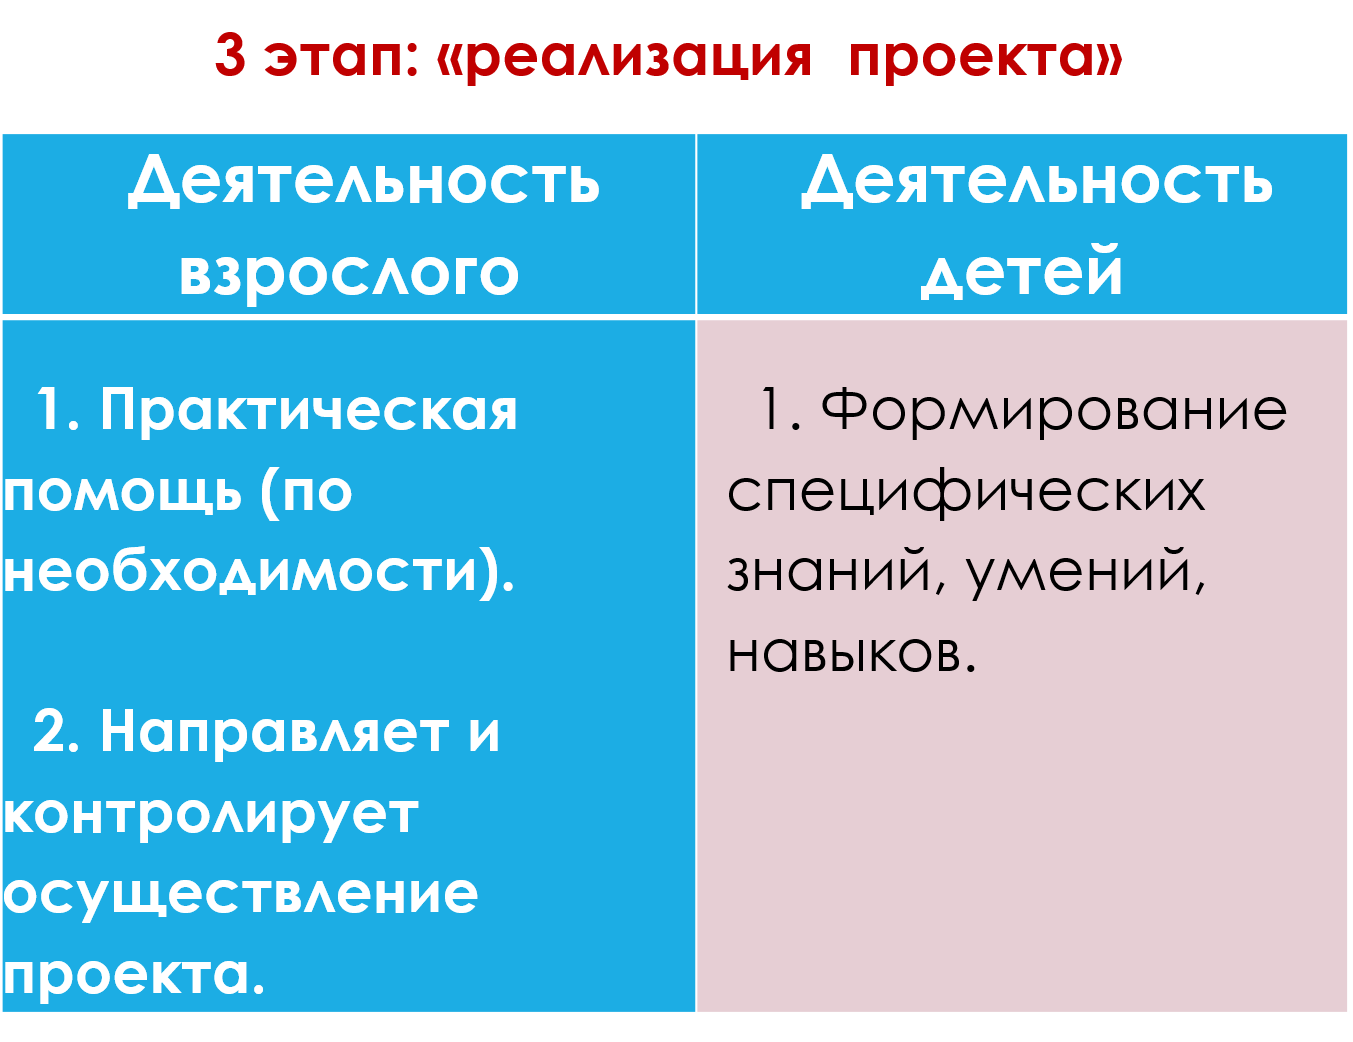 3 этап: «реализация проекта»
Деятельность
взрослого
Деятельность
детей
1. Практическая
помощь (по
необходимости).
2. Направляет и
контролирует
осуществление
проекта.
1. Формирование
специфических
знаний, умений,
навыков.